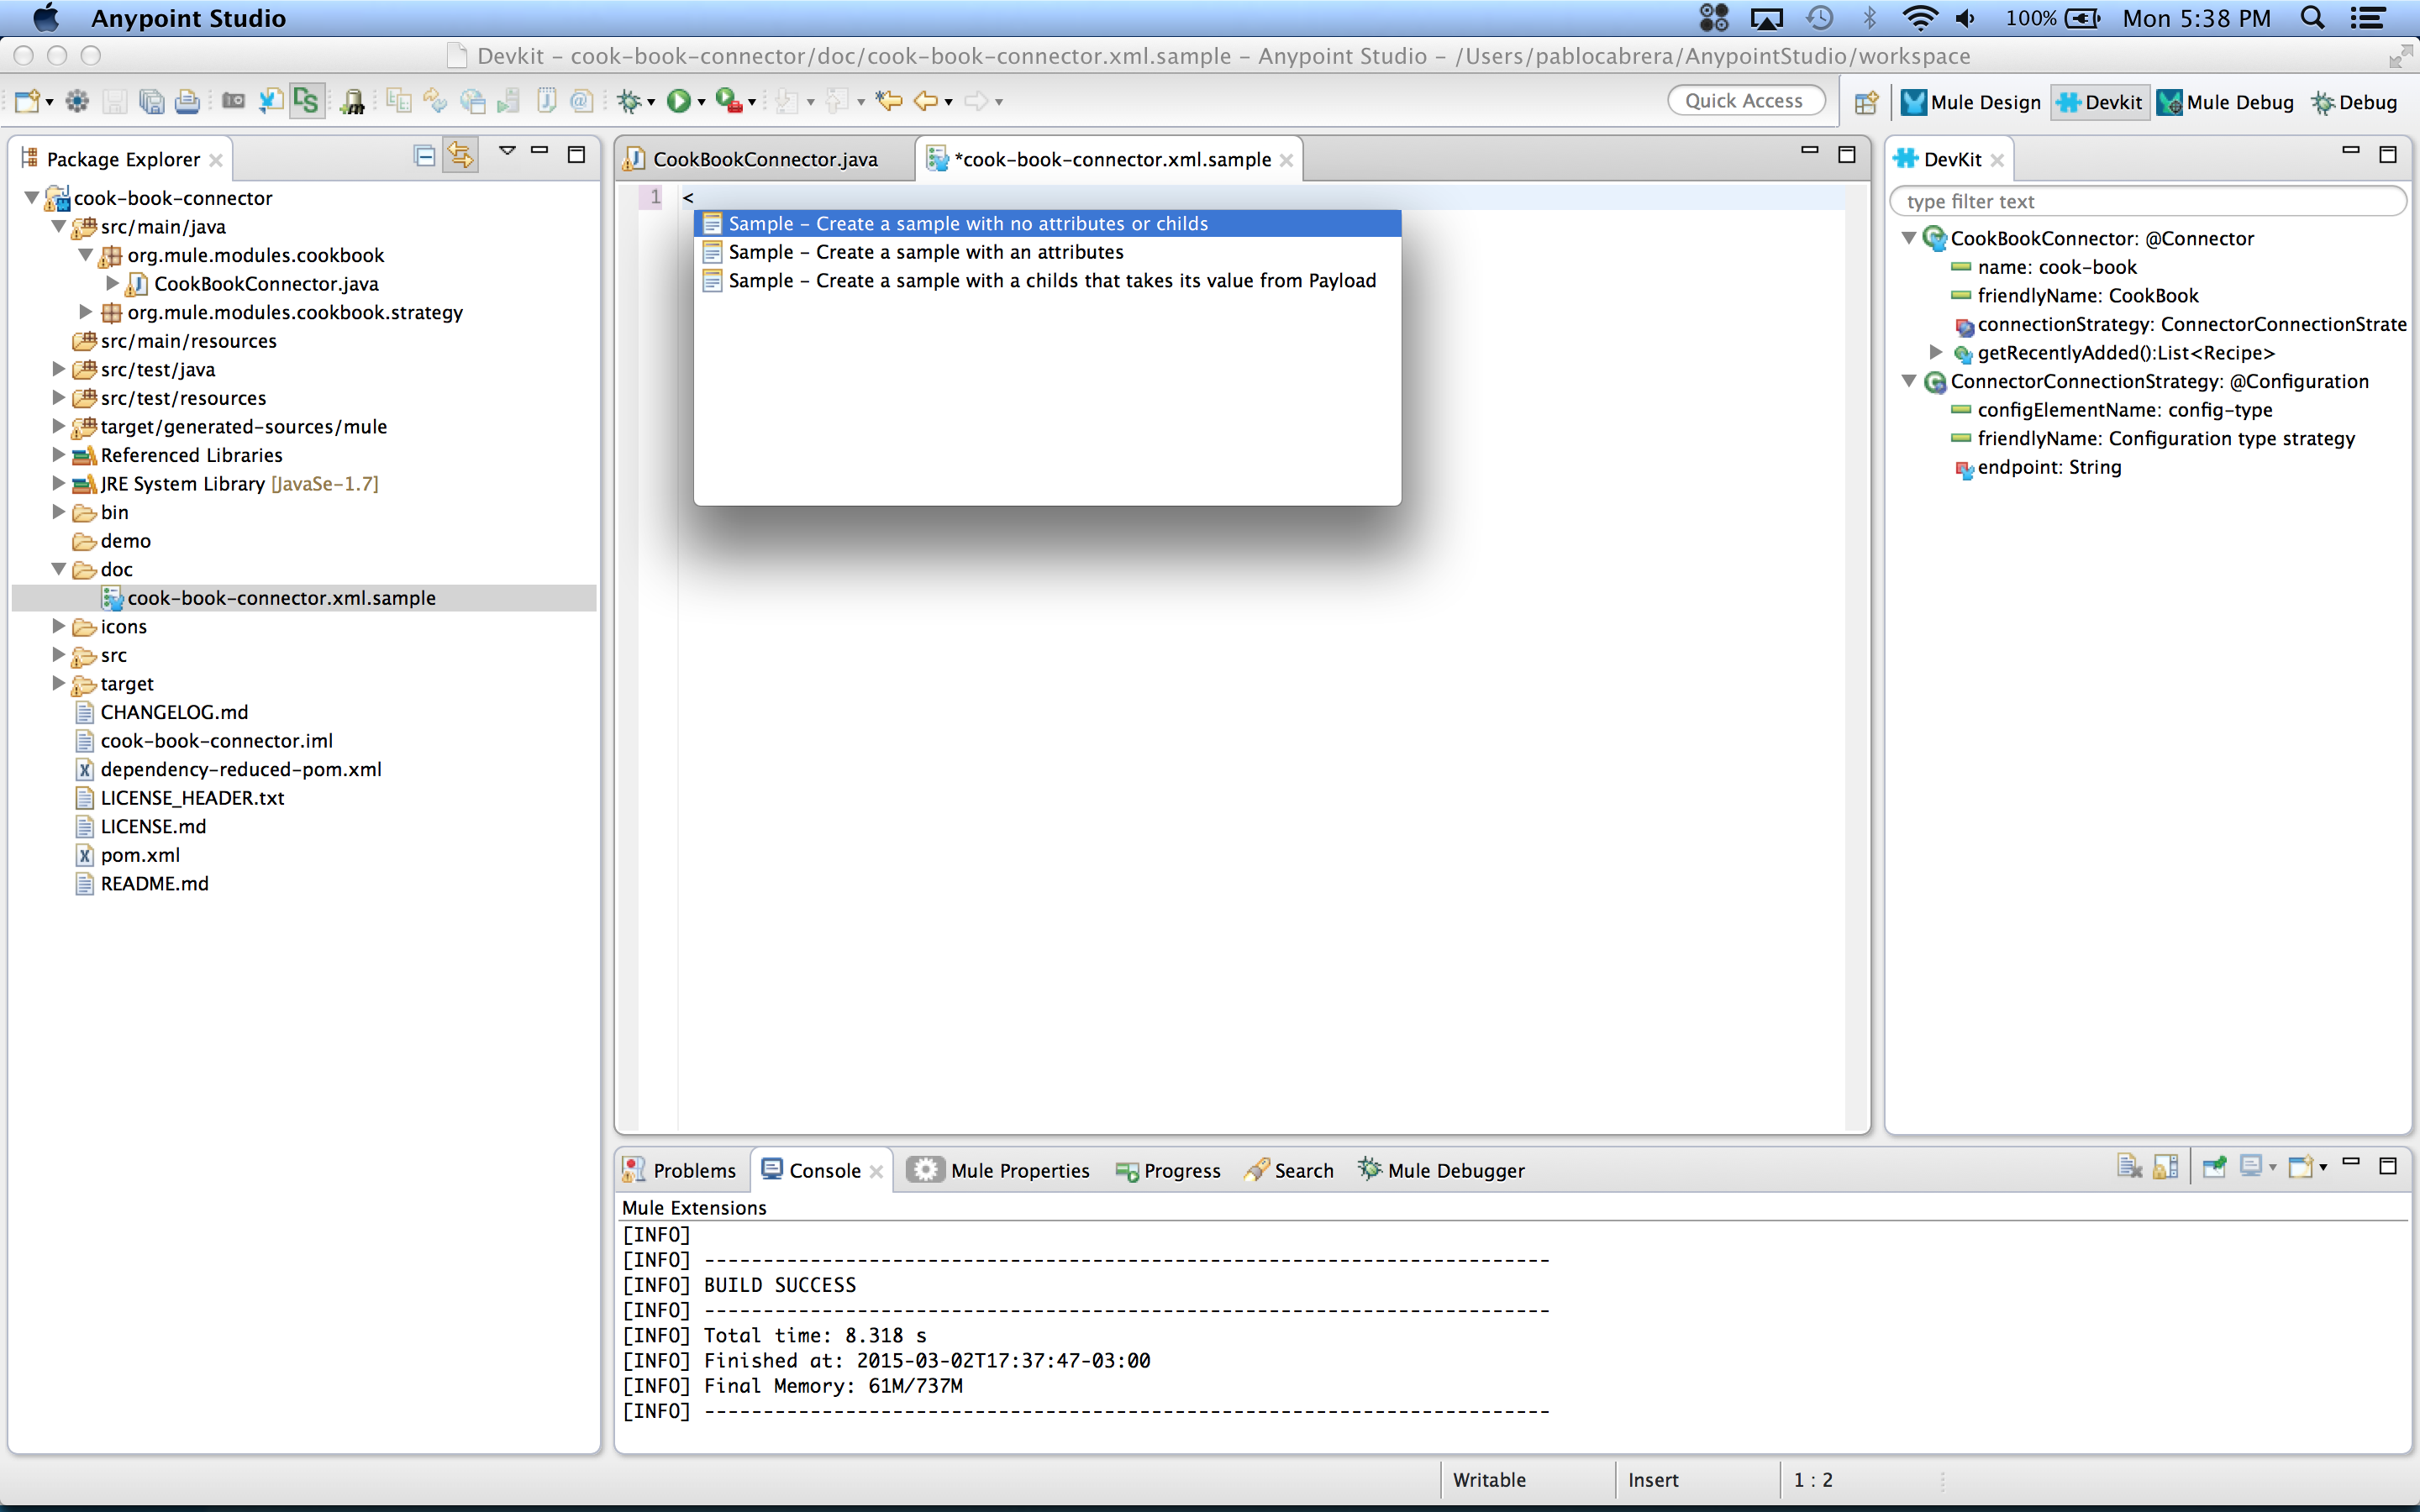 Anypoint Studio
100%
Mon 5:38 PM
Devkit – cook-book-connector/doc/cook-book-connector.xml.sample – Anypoint Studio – /Users/pablocabrera/AnypointStudio/workspace
Quick Access
Mule Design
Devkit
Mule Debug
Debug
Package Explorer
cook-book-connector
src/main/java
org.mule.modules.cookbook
CookBookConnector.java
org.mule.modules.cookbook.strategy
src/main/resources
src/test/java
src/test/resources
target/generated-sources/mule
Referenced Libraries
JRE System Library [JavaSe-1.7]
bin
demo
doc
cook-book-connector.xml.sample
icons
src
target
CHANGELOG.md
cook-book-connector.iml
dependency-reduced-pom.xml
LICENSE_HEADER.txt
LICENSE.md
pom.xml
README.md
CookBookConnector.java
*cook-book-connector.xml.sample
1 <
Sample – Create a sample with no attributes or childs
Sample – Create a sample with an attributes
Sample – Create a sample with a childs that takes its value from Payload
DevKit
type filter text
CookBookConnector: @Connector
name: cook-book
friendlyName: CookBook
connectionStrategy: ConnectorConnectionStrate
getRecentlyAdded():List<Recipe>
ConnectorConnectionStrategy: @Configuration
configElementName: config-type
friendlyName: Configuration type strategy
endpoint: String
Problems
Console
Mule Properties
Progress
Search
Mule Debugger
Mule Extensions
[INFO]
[INFO] ------------------------------------------------------------------------
[INFO] BUILD SUCCESS
[INFO] ------------------------------------------------------------------------
[INFO] Total time: 8.318 s
[INFO] Finished at: 2015-03-02T17:37:47-03:00
[INFO] Final Memory: 61M/737M
[INFO] ------------------------------------------------------------------------
Writable
Insert
1 : 2